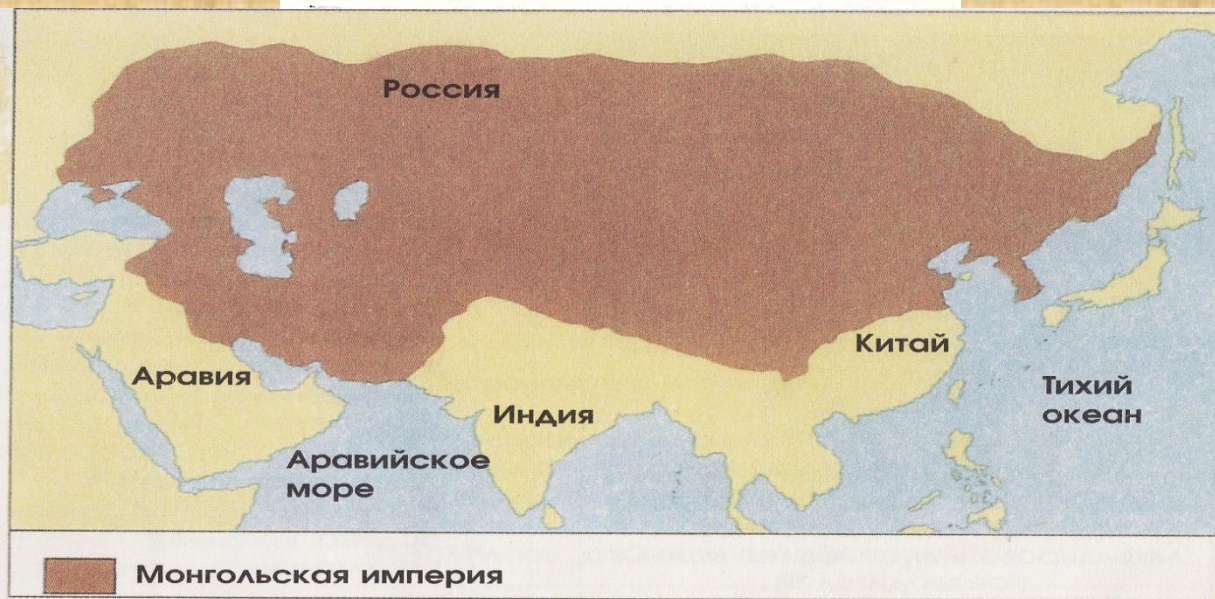 Россия
Китай
Аравия
Тихий
океан
Индия
Аравийское
море
Монгольская империя